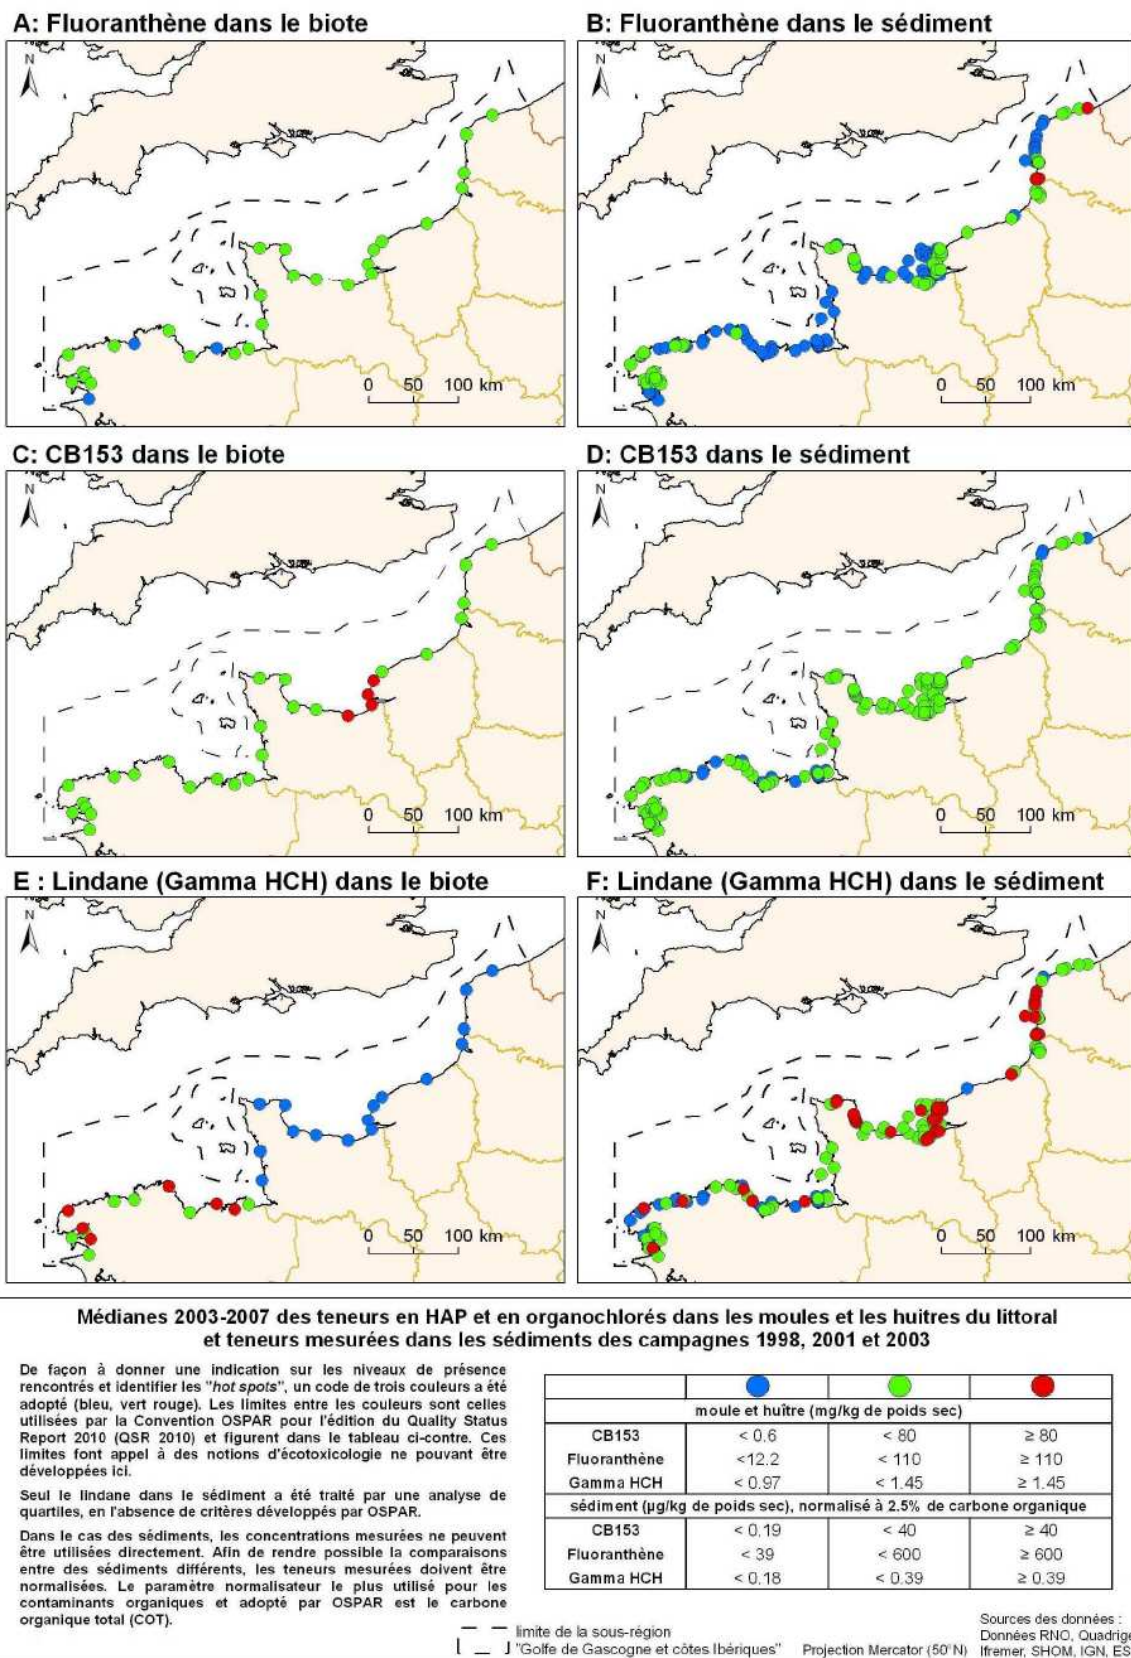 A: Fluoranthène dans le biote
B: Fluoranthène dans le sédiment
N
0 50 100 km
N
0 50 100 km
C: CB153 dans le biote
D: CB153 dans le sédiment
N
0 50 100 km
N
0 50 100 km
E : Lindane (Gamma HCH) dans le biote
F: Lindane (Gamma HCH) dans le sédiment
N
0 50 100 km
N
0 50 100 km
Médianes 2003-2007 des teneurs en HAP et en organochlorés dans les moules et les huitres du littoral
et teneurs mesurées dans les sédiments des campagnes 1998, 2001 et 2003
De façon à donner une indication sur les niveaux de présence
rencontrés et identifier les "hot spots", un code de trois couleurs a été
adopté (bleu, vert rouge). Les limites entre les couleurs sont celles
utilisées par la Convention OSPAR pour l'édition du Quality Status
Report 2010 (QSR 2010) et figurent dans le tableau ci-contre. Ces
limites font appel à des notions d'écotoxicologie ne pouvant être
développées ici.
Seul le lindane dans le sédiment a été traité par une analyse de
quartiles, en l'absence de critères développés par OSPAR.
Dans le cas des sédiments, les concentrations mesurées ne peuvent
être utilisées directement. Afin de rendre possible la comparaisons
entre des sédiments différents, les teneurs mesurées doivent être
normalisées. Le paramètre normalisateur le plus utilisé pour les
contaminants organiques et adopté par OSPAR est le carbone
organique total (COT).
moule et huître (mg/kg de poids sec)
CB153 < 0.6 < 80 ≥ 80
Fluoranthène <12.2 < 110 ≥ 110
Gamma HCH < 0.97 < 1.45 ≥ 1.45
sédiment (µg/kg de poids sec), normalisé à 2.5% de carbone organique
CB153 < 0.19 < 40 ≥ 40
Fluoranthène < 39 < 600 ≥ 600
Gamma HCH < 0.18 < 0.39 ≥ 0.39
limite de la sous-région
"Golfe de Gascogne et côtes Ibériques"
Projection Mercator (50°N)
Sources des données :
Données RNO, Quadrige
Ifremer, SHOM, IGN, ES